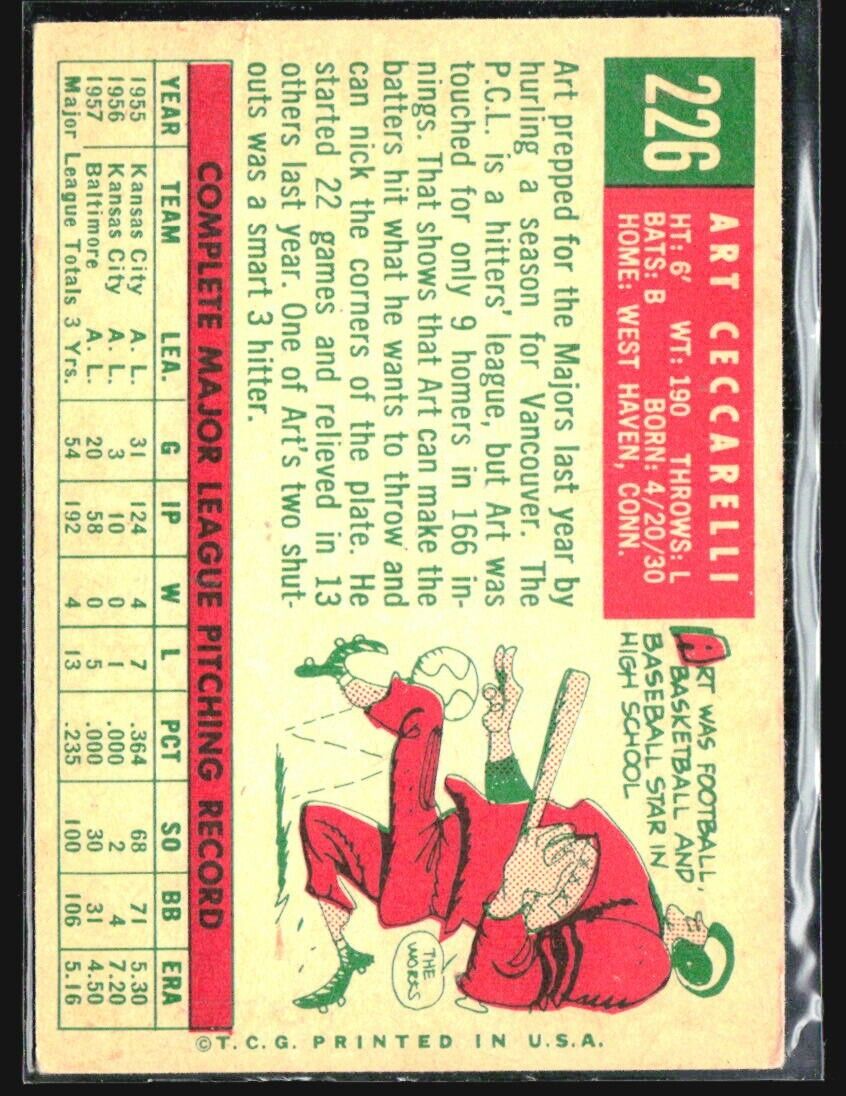 226
ART CECCARELLI
HT: 6' WT: 190 THROWS: L
BATS: B BORN: 4/20/30
HOME: WEST HAVEN, CONN.
Art prepped for the Majors last year by
hurling a season for Vancouver. The
P.C.L. is a hitters' league, but Art was
touched for only 9 homers in 166 in-
nings. That shows that Art can make the
batters hit what he wants to throw and
can nick the corners of the plate. He
started 22 games and relieved in 13
others last year. One of Art's two shut-
outs was a smart 3 hitter.
ART WAS FOOTBALL,
BASKETBALL AND
BASEBALL STAR IN
HIGH SCHOOL
THE
WORKS
COMPLETE MAJOR LEAGUE PITCHING RECORD
YEAR TEAM LEA. G IP W L PCT SO BB ERA
1955 Kansas City A. L. 31 124 4 7 .364 68 71 5.30
1956 Kansas City A. L. 3 10 0 1 .000 2 4 7.20
1957 Baltimore A. L. 20 58 0 5 .000 30 31 4.50
Major League Totals 3 Yrs. 54 192 4 13 .235 100 106 5.16
©T.C.G. PRINTED IN U.S.A.